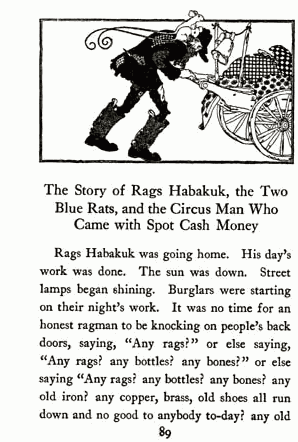 The Story of Rags Habakuk, the Two
Blue Rats, and the Circus Man Who
Came with Spot Cash Money
Rags Habakuk was going home. His day's
work was done. The sun was down. Street
lamps began shining. Burglars were starting
on their night's work. It was no time for an
honest ragman to be knocking on people's back
doors, saying, "Any rags?" or else saying,
"Any rags? any bottles? any bones?" or else
saying "Any rags? any bottles? any bones? any
old iron? any copper, brass, old shoes all run
down and no good to anybody to-day? any old
89